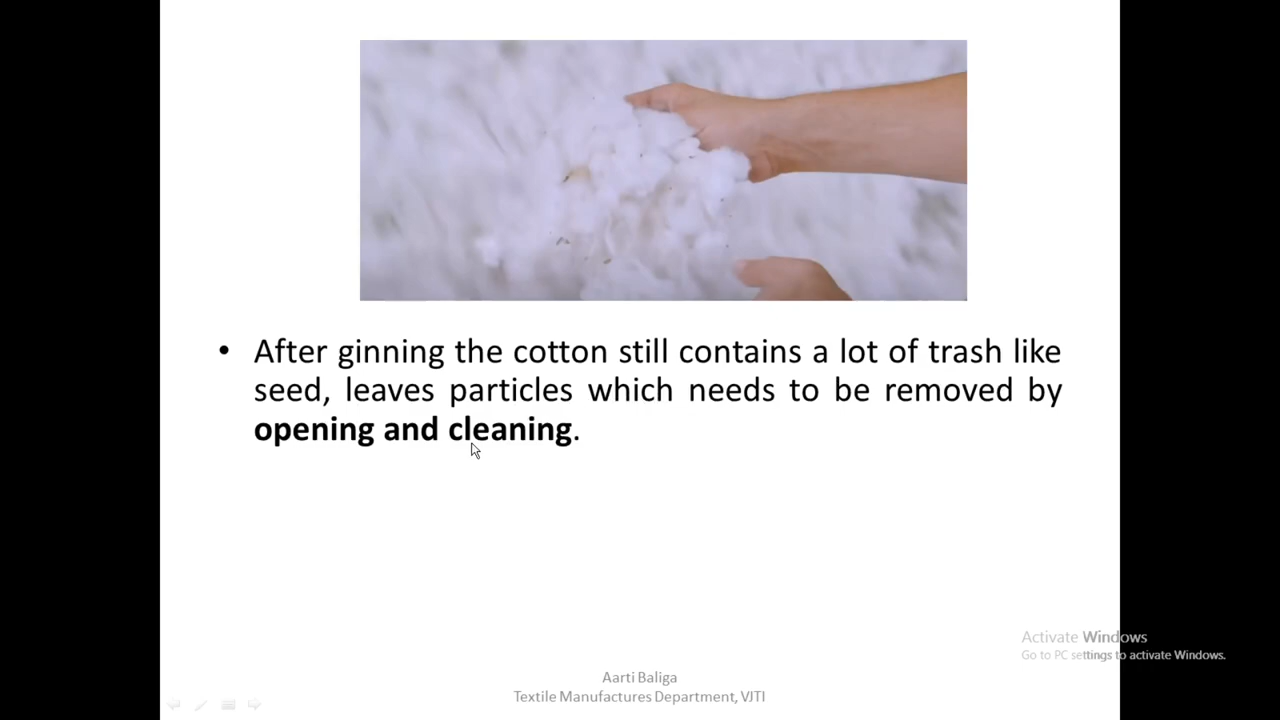 • After ginning the cotton still contains a lot of trash like
seed, leaves particles which needs to be removed by
opening and cleaning.
Activate Windows
Go to PC settings to activate Windows.
Aarti Baliga
Textile Manufactures Department, VJTI